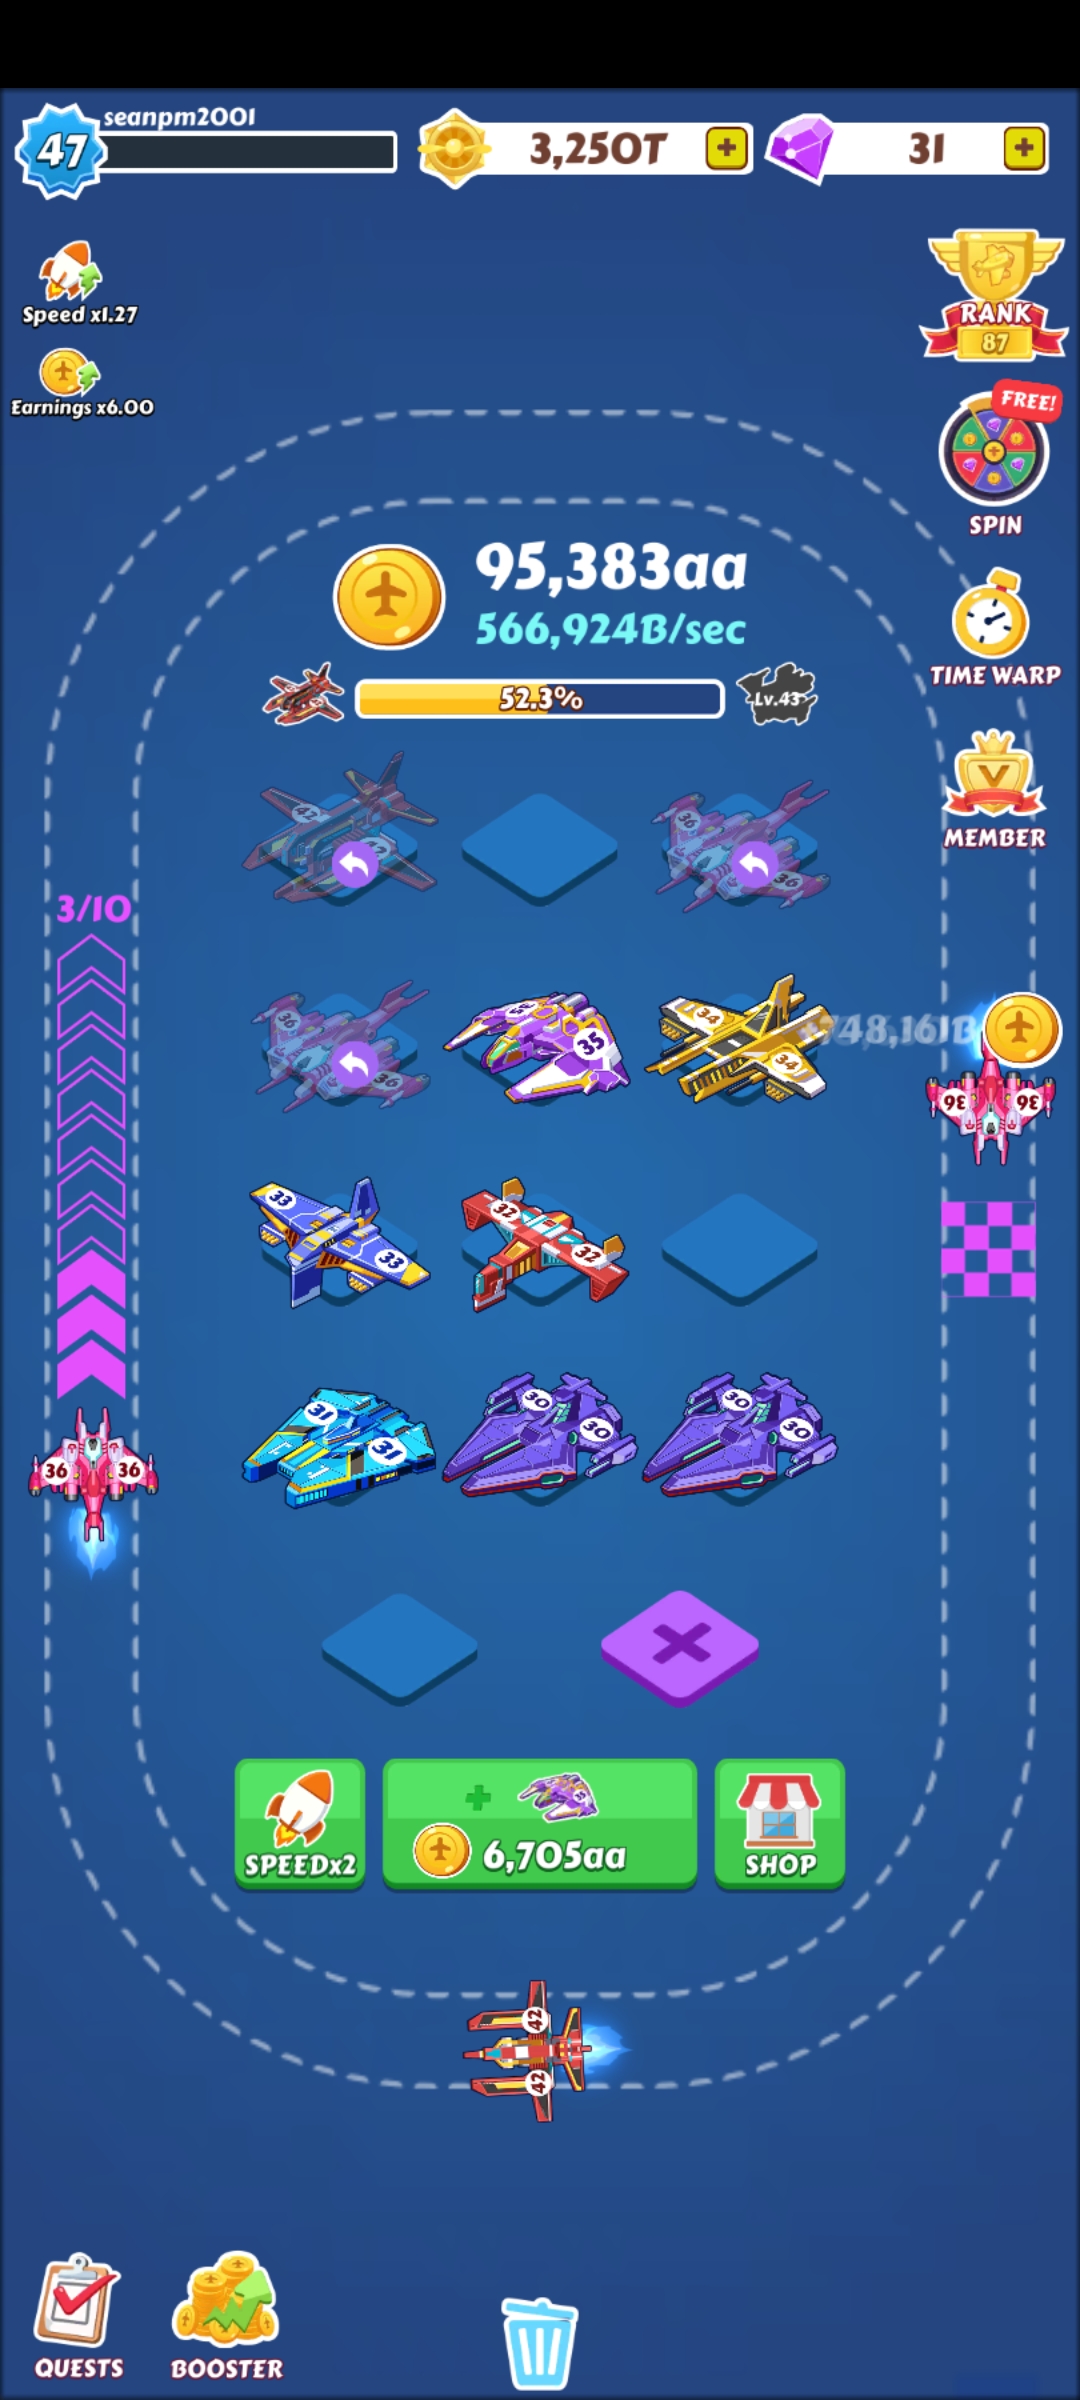 seanpm2001
47
3,250T
31
Speed x1.27
Earnings x6.00
RANK
87
FREE!
SPIN
TIME WARP
MEMBER
95,383aa
566,924B/sec
52.3%
Lv.43
42
42
36
36
3/10
36
36
35
35
34
34
+748,161B
36
36
33
33
32
32
31
31
30
30
30
30
36
36
+
6,705aa
SPEEDx2
SHOP
42
42
QUESTS
BOOSTER